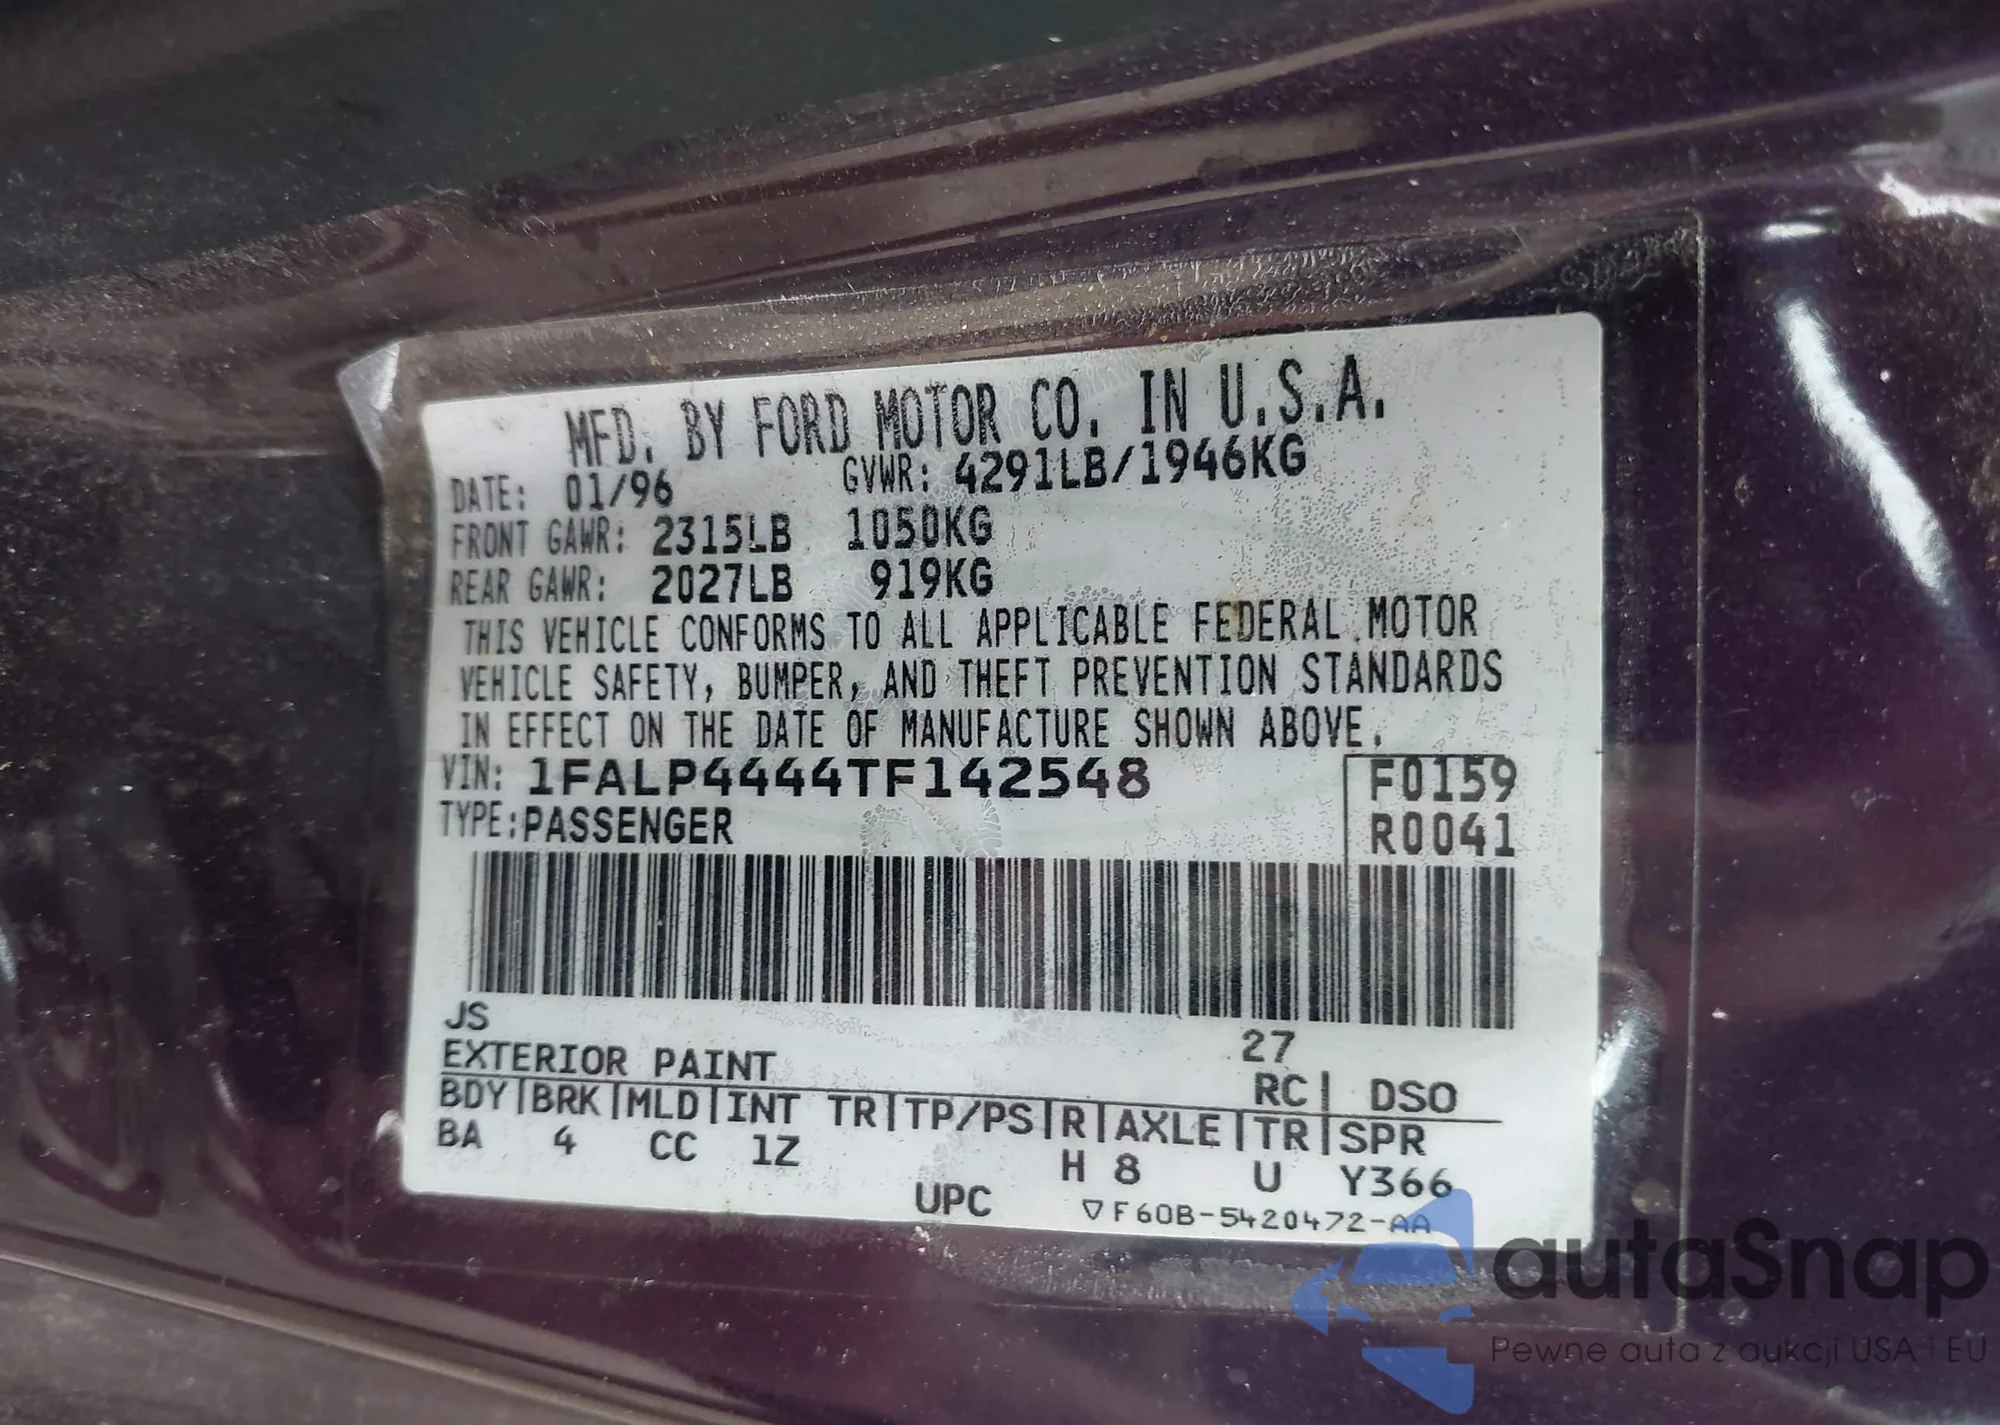 MFD. BY FORD MOTOR CO. IN U.S.A.
DATE: 01/96 GVWR: 4291LB/1946KG
FRONT GAWR: 2315LB 1050KG
REAR GAWR: 2027LB 919KG
THIS VEHICLE CONFORMS TO ALL APPLICABLE FEDERAL MOTOR
VEHICLE SAFETY, BUMPER, AND THEFT PREVENTION STANDARDS
IN EFFECT ON THE DATE OF MANUFACTURE SHOWN ABOVE.
VIN: 1FALP4444TF142548 F0159
TYPE: PASSENGER R0041
JS 27
EXTERIOR PAINT RC| DSO
BDY|BRK|MLD|INT TR|TP/PS|R|AXLE|TR|SPR
BA 4 CC 1Z H 8 U Y366
UPC ▽F60B-5420472-AA
autaSnap
Pewne auta z aukcji USA i EU